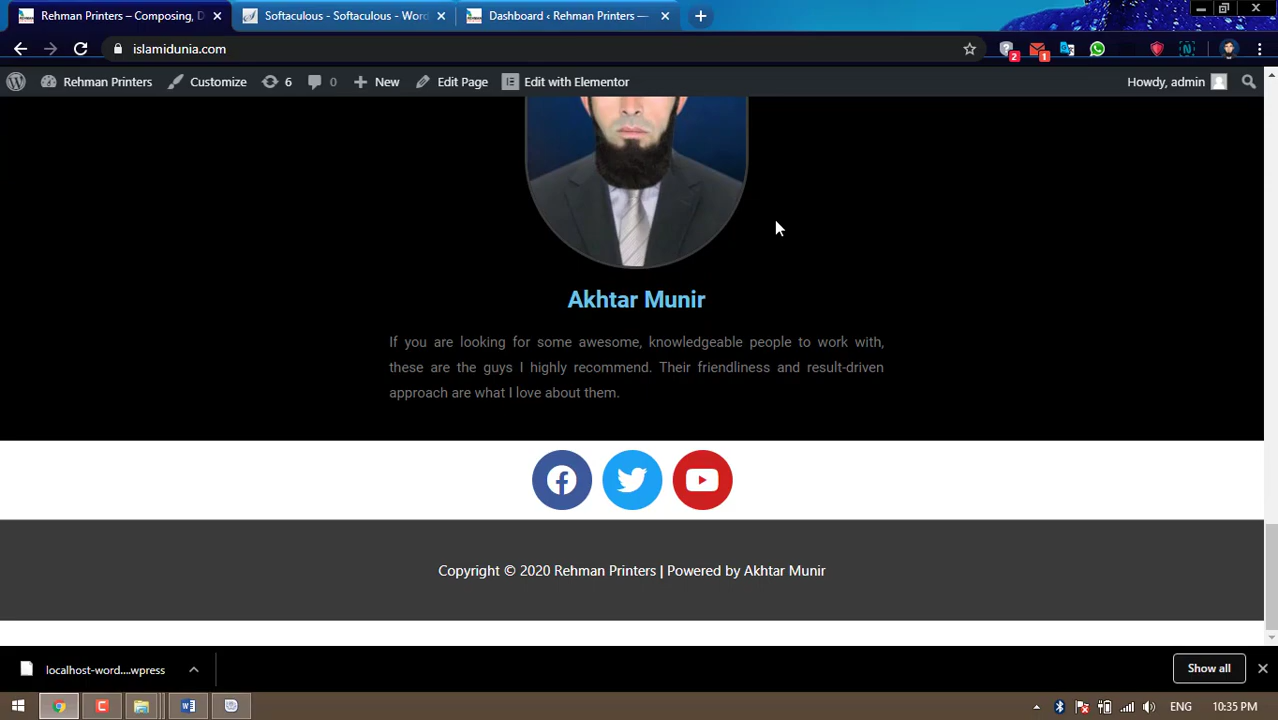 Rehman Printers – Composing, D
Softaculous - Softaculous - Word
Dashboard ‹ Rehman Printers —
islamidunia.com
2
1
Rehman Printers
Customize
6
0
New
Edit Page
Edit with Elementor
Howdy, admin
Akhtar Munir
If you are looking for some awesome, knowledgeable people to work with,
these are the guys I highly recommend. Their friendliness and result-driven
approach are what I love about them.
Copyright © 2020 Rehman Printers | Powered by Akhtar Munir
localhost-word....wpress
Show all
ENG
10:35 PM